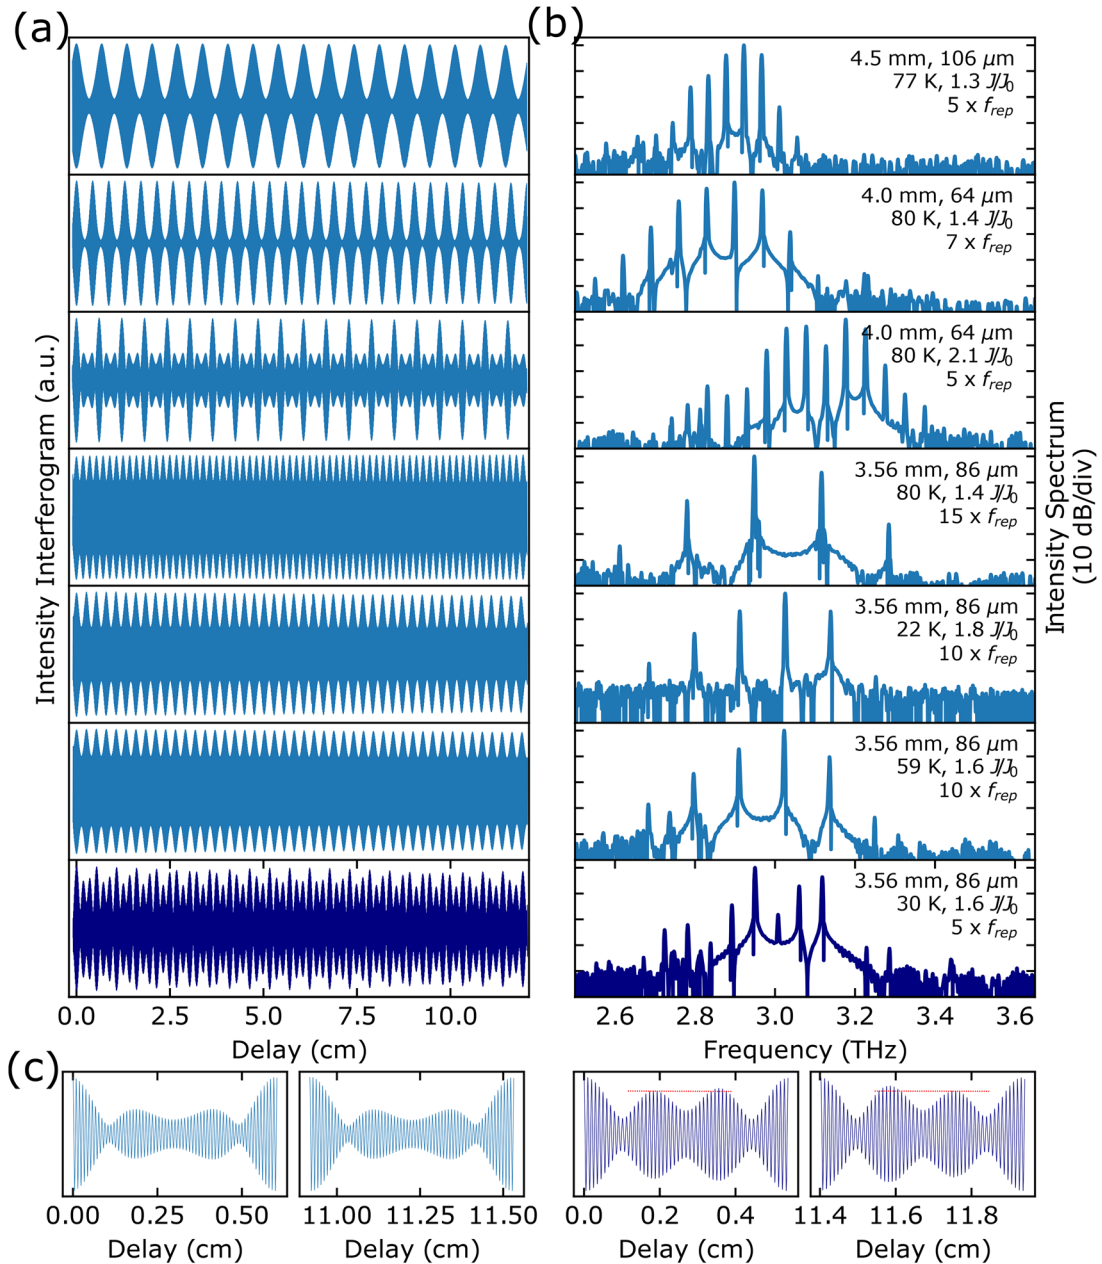 (a)
(b)
4.5 mm, 106 μm
77 K, 1.3 J/J₀
5 x f_rep
4.0 mm, 64 μm
80 K, 1.4 J/J₀
7 x f_rep
4.0 mm, 64 μm
80 K, 2.1 J/J₀
5 x f_rep
3.56 mm, 86 μm
80 K, 1.4 J/J₀
15 x f_rep
3.56 mm, 86 μm
22 K, 1.8 J/J₀
10 x f_rep
3.56 mm, 86 μm
59 K, 1.6 J/J₀
10 x f_rep
3.56 mm, 86 μm
30 K, 1.6 J/J₀
5 x f_rep
Intensity Interferogram (a.u.)
Intensity Spectrum
(10 dB/div)
0.0 2.5 5.0 7.5 10.0
Delay (cm)
2.6 2.8 3.0 3.2 3.4 3.6
Frequency (THz)
(c)
0.00 0.25 0.50
Delay (cm)
11.00 11.25 11.50
Delay (cm)
0.0 0.2 0.4
Delay (cm)
11.4 11.6 11.8
Delay (cm)